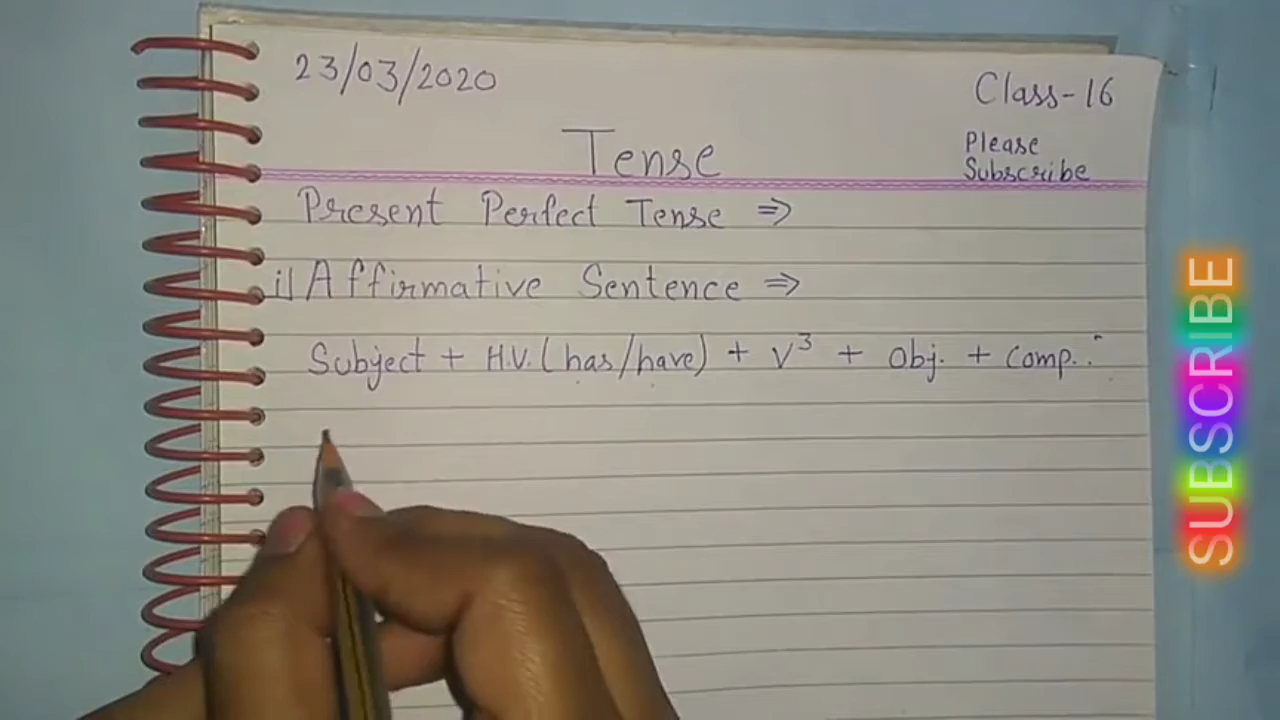 23/03/2020
Class-16
Tense
Please
Subscribe
Present Perfect Tense ⇒
i) Affirmative Sentence ⇒
Subject + H.V. (has/have) + V³ + Obj. + Comp..
SUBSCRIBE